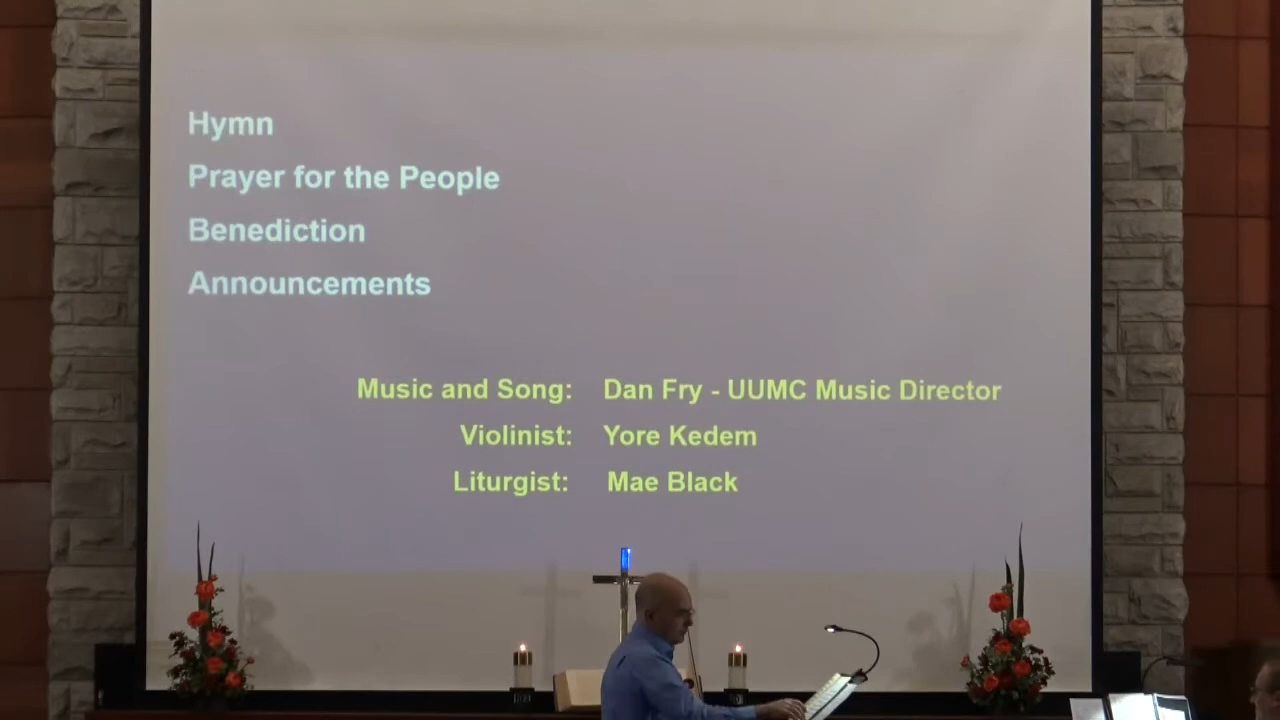 Hymn
Prayer for the People
Benediction
Announcements
Music and Song: Dan Fry - UUMC Music Director
Violinist: Yore Kedem
Liturgist: Mae Black